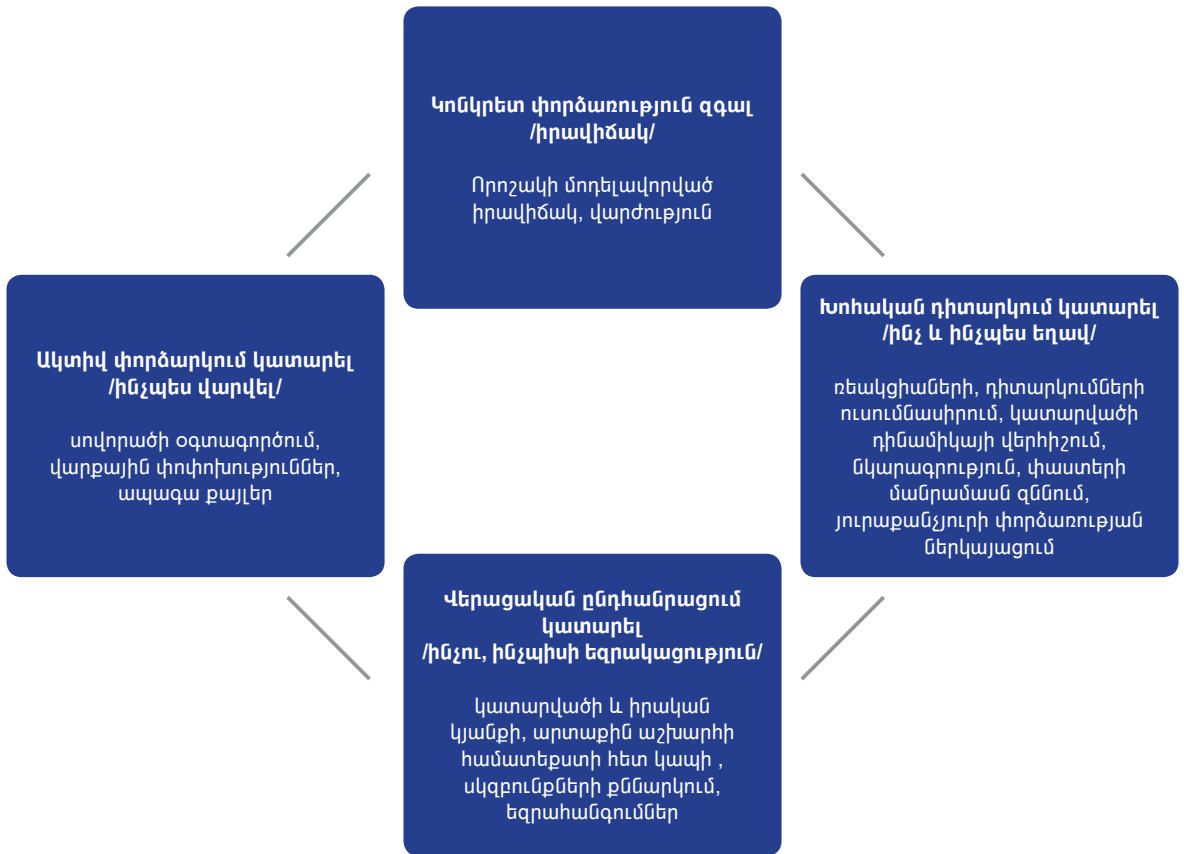 Կոնկրետ փորձառություն զգալ
/իրավիճակ/
Որոշակի մոդելավորված
իրավիճակ, վարժություն
Խոհական դիտարկում կատարել
/ինչ և ինչպես եղավ/
ռեակցիաների, դիտարկումների
ուսումնասիրում, կատարվածի
դինամիկայի վերհիշում,
նկարագրություն, փաստերի
մանրամասն զննում,
յուրաքանչյուրի փորձառության
ներկայացում
Վերացական ընդհանրացում
կատարել
/ինչու, ինչպիսի եզրակացություն/
կատարվածի և իրական
կյանքի, արտաքին աշխարհի
համատեքստի հետ կապի ,
սկզբունքների քննարկում,
եզրահանգումներ
Ակտիվ փորձարկում կատարել
/ինչպես վարվել/
սովորածի օգտագործում,
վարքային փոփոխություններ,
ապագա քայլեր